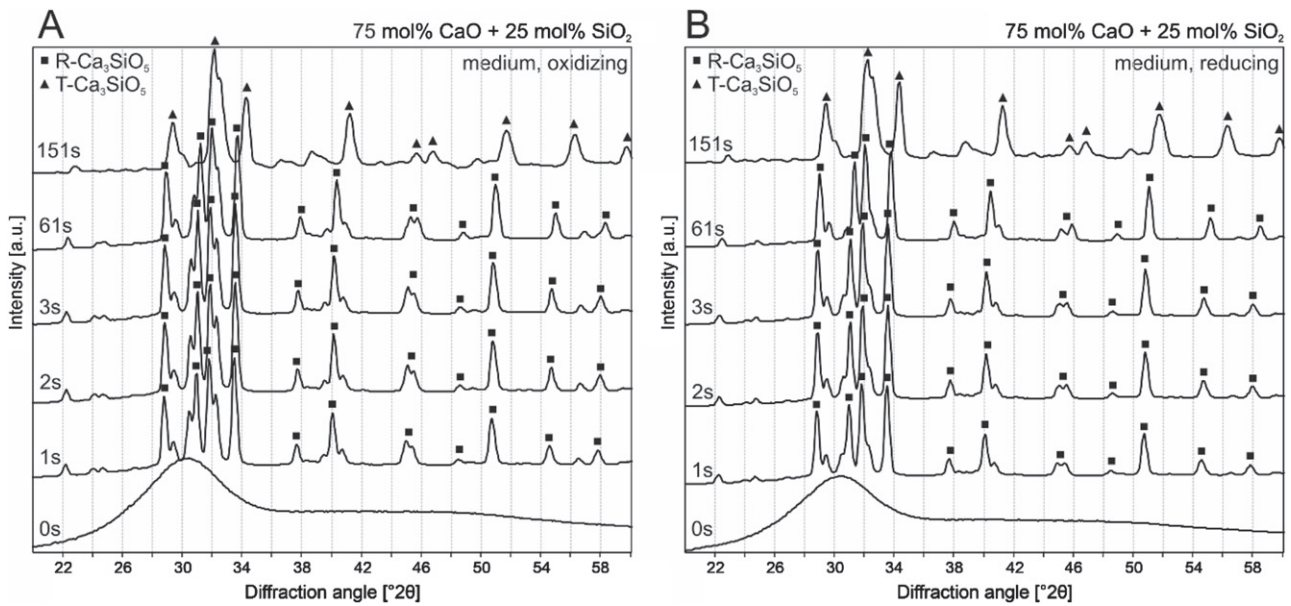 A
75 mol% CaO + 25 mol% SiO₂
■ R-Ca₃SiO₅
medium, oxidizing
▲ T-Ca₃SiO₅
151s
61s
3s
2s
1s
0s
Intensity [a.u.]
22 26 30 34 38 42 46 50 54 58
Diffraction angle [°2θ]
B
75 mol% CaO + 25 mol% SiO₂
■ R-Ca₃SiO₅
medium, reducing
▲ T-Ca₃SiO₅
151s
61s
3s
2s
1s
0s
Intensity [a.u.]
22 26 30 34 38 42 46 50 54 58
Diffraction angle [°2θ]